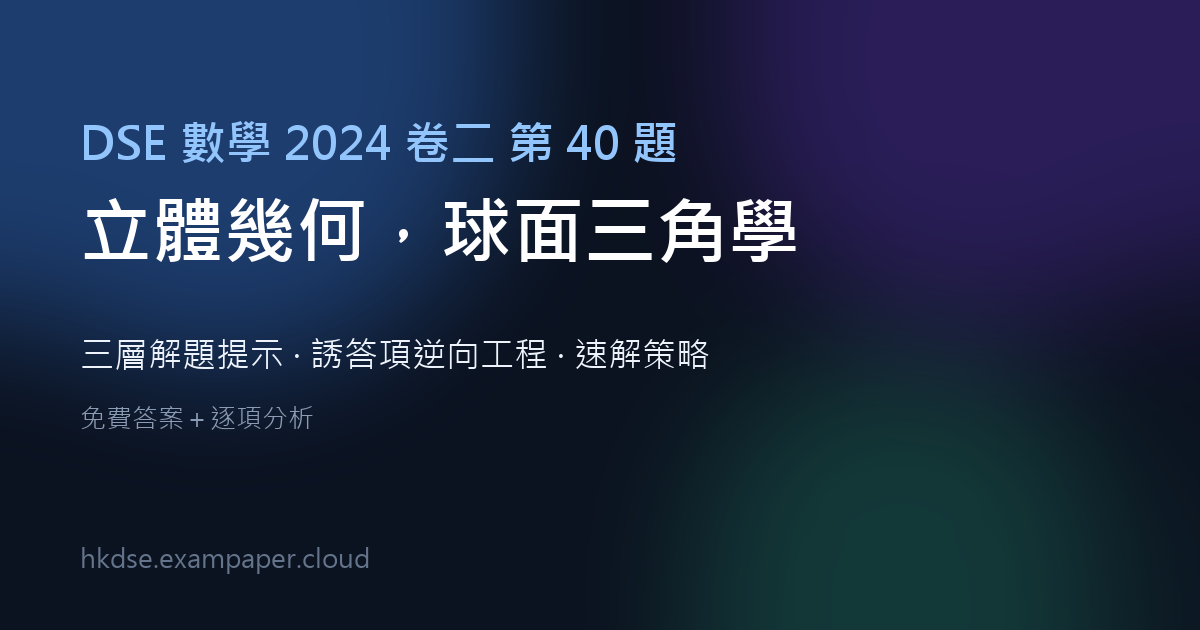 DSE 數學 2024 卷二 第 40 題
立體幾何，球面三角學
三層解題提示 · 誘答項逆向工程 · 速解策略
免費答案 + 逐項分析
hkdse.exampaper.cloud